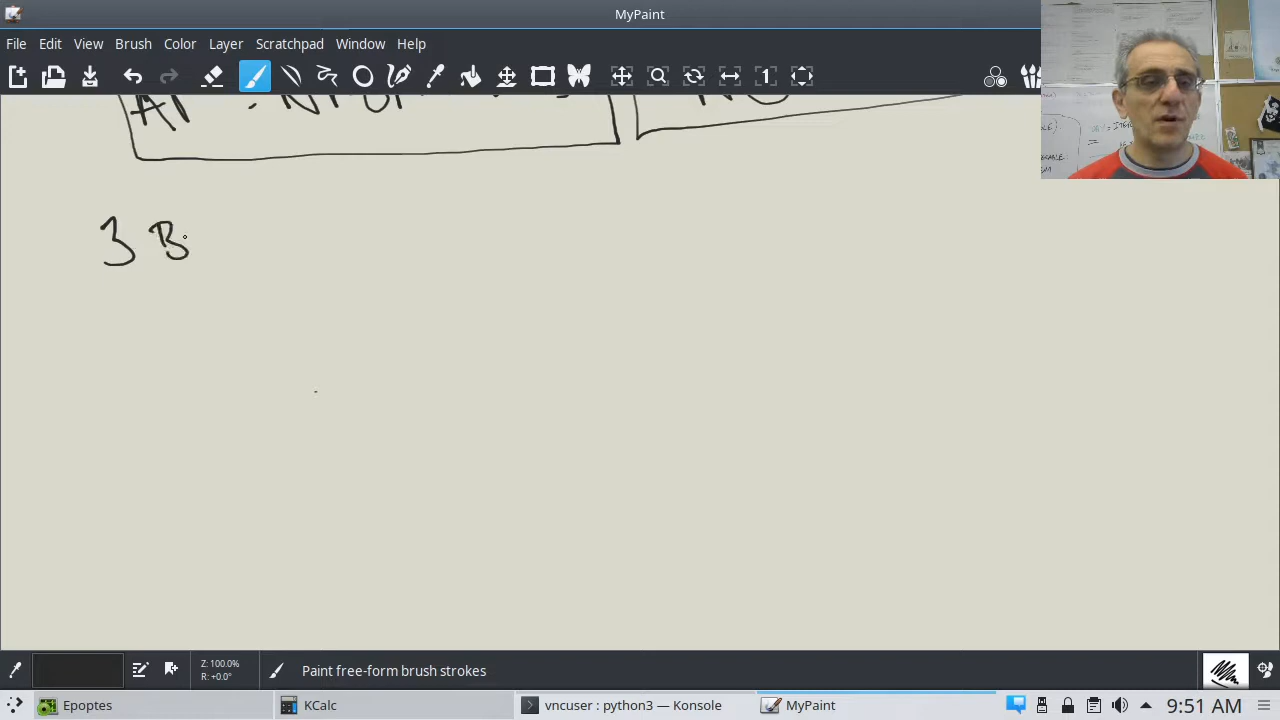 MyPaint
File Edit View Brush Color Layer Scratchpad Window Help
3 B
Z: 100.0%
R: +0.0°
Paint free-form brush strokes
Epoptes
KCalc
vncuser : python3 — Konsole
MyPaint
9:51 AM